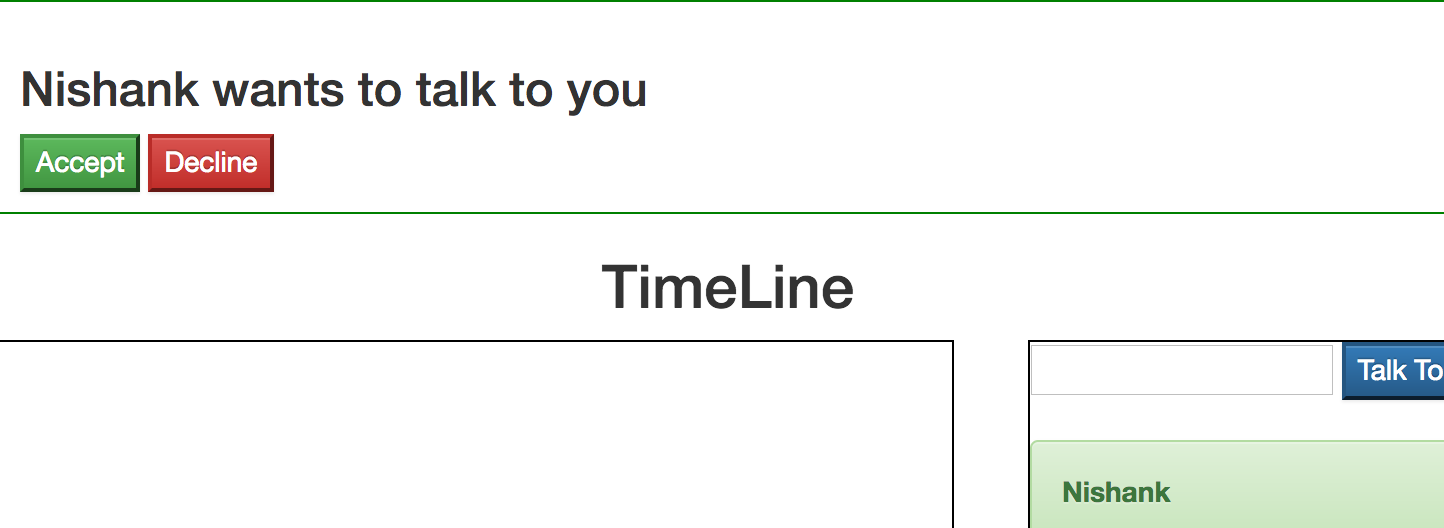 Nishank wants to talk to you
Accept Decline
TimeLine
Talk To
Nishank